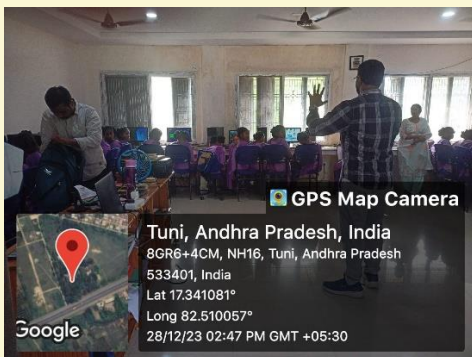 GPS Map Camera
Tuni, Andhra Pradesh, India
8GR6+4CM, NH16, Tuni, Andhra Pradesh
533401, India
Lat 17.341081°
Long 82.510057°
28/12/23 02:47 PM GMT +05:30
Google